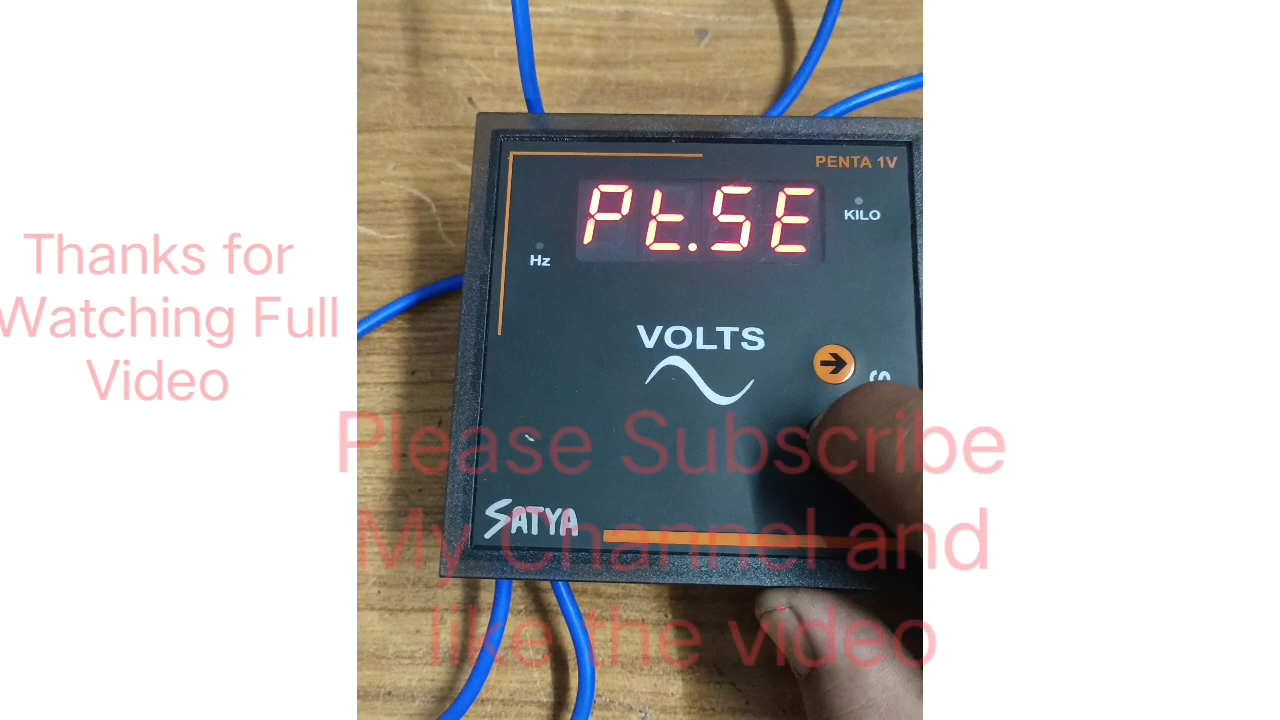 PENTA 1V
Pt.SE
KILO
Hz
VOLTS
SATYA
Thanks for
Watching Full
Video
Please Subscribe
My Channel and
like the video